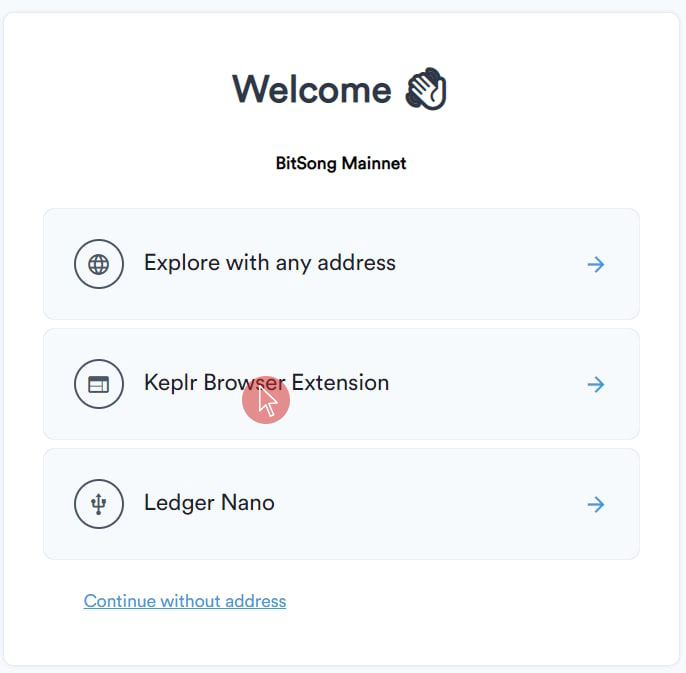 Welcome
BitSong Mainnet
Explore with any address
Keplr Browser Extension
Ledger Nano
Continue without address